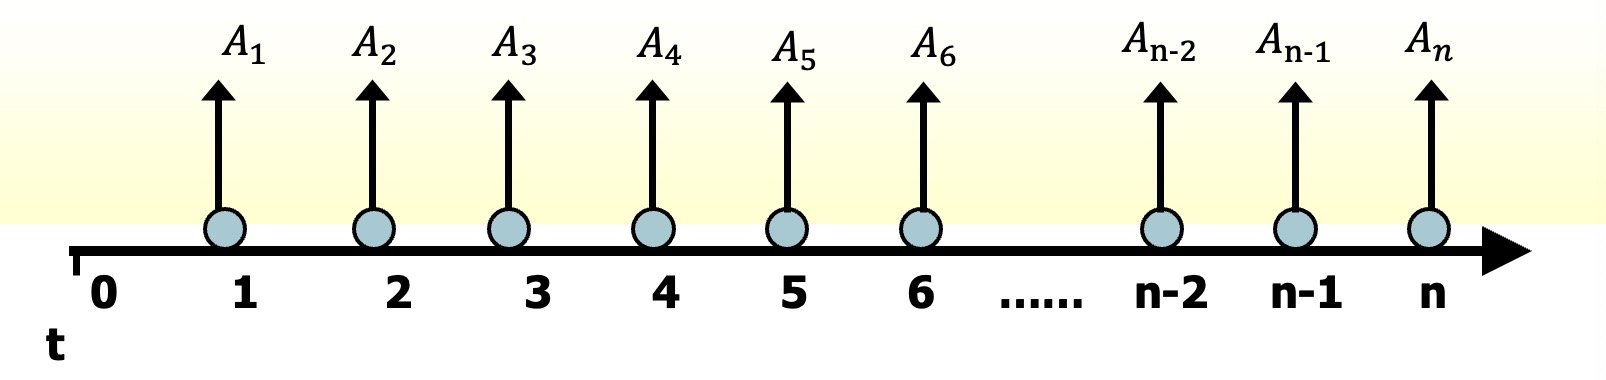 A₁ A₂ A₃ A₄ A₅ A₆ Aₙ₋₂ Aₙ₋₁ Aₙ
0 1 2 3 4 5 6 ...... n-2 n-1 n
t